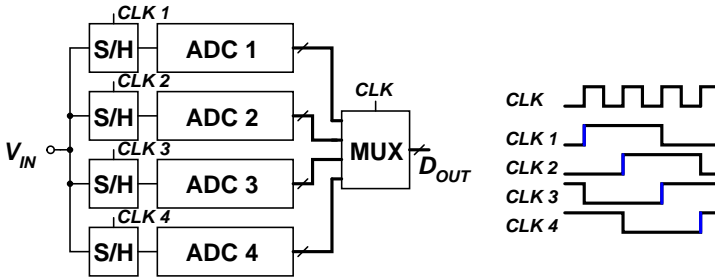 CLK 1
S/H ADC 1
CLK 2
S/H ADC 2
CLK 3
S/H ADC 3
CLK 4
S/H ADC 4
V_IN
CLK
MUX
D_OUT
CLK
CLK 1
CLK 2
CLK 3
CLK 4